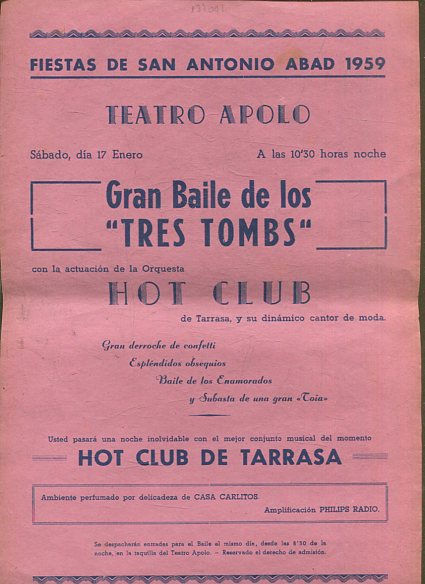 FIESTAS DE SAN ANTONIO ABAD 1959
TEATRO APOLO
Sábado, día 17 Enero A las 10'30 horas noche
Gran Baile de los
"TRES TOMBS"
con la actuación de la Orquesta
HOT CLUB
de Tarrasa, y su dinámico cantor de moda.
Gran derroche de confetti
Espléndidos obsequios
Baile de los Enamorados
y Subasta de una gran «Toia»
Usted pasará una noche inolvidable con el mejor conjunto musical del momento
HOT CLUB DE TARRASA
Ambiente perfumado por delicadeza de CASA CARLITOS.
Amplificación PHILIPS RADIO.
Se despacharán entradas para el Baile el mismo día, desde las 8'30 de la
noche, en la taquilla del Teatro Apolo. - Reservado el derecho de admisión.